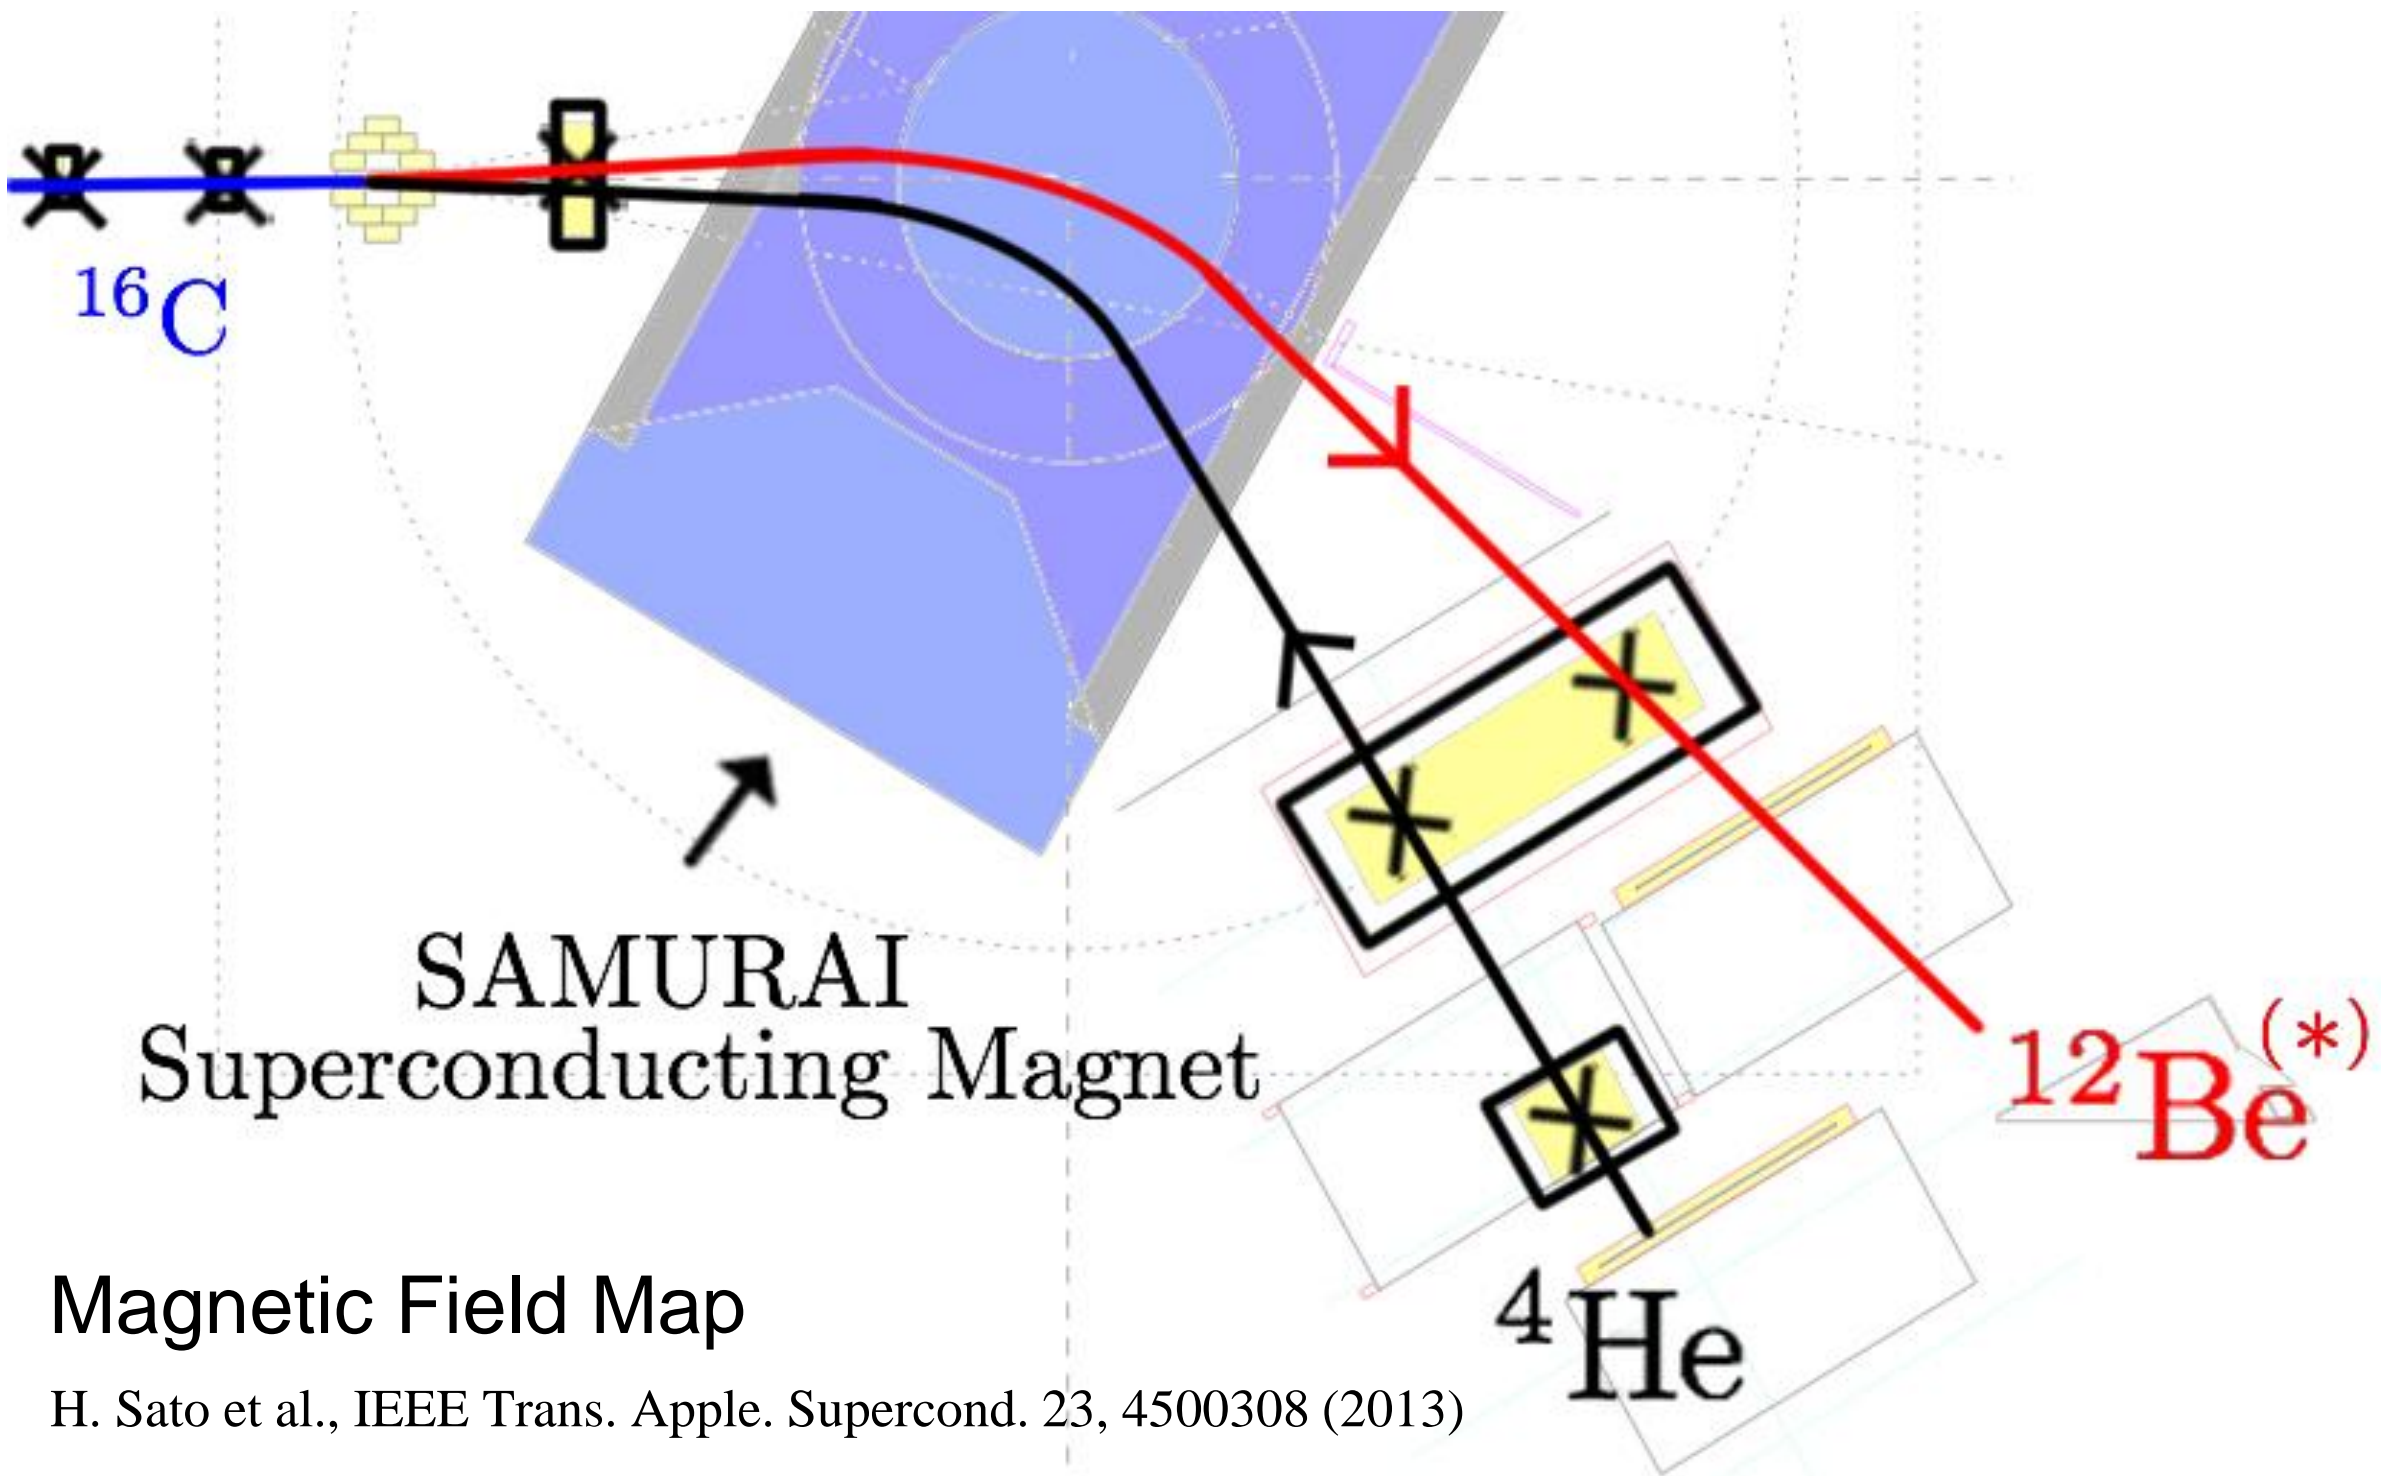 ¹⁶C
SAMURAI
Superconducting Magnet
¹²Be⁽*⁾
⁴He
Magnetic Field Map
H. Sato et al., IEEE Trans. Apple. Supercond. 23, 4500308 (2013)